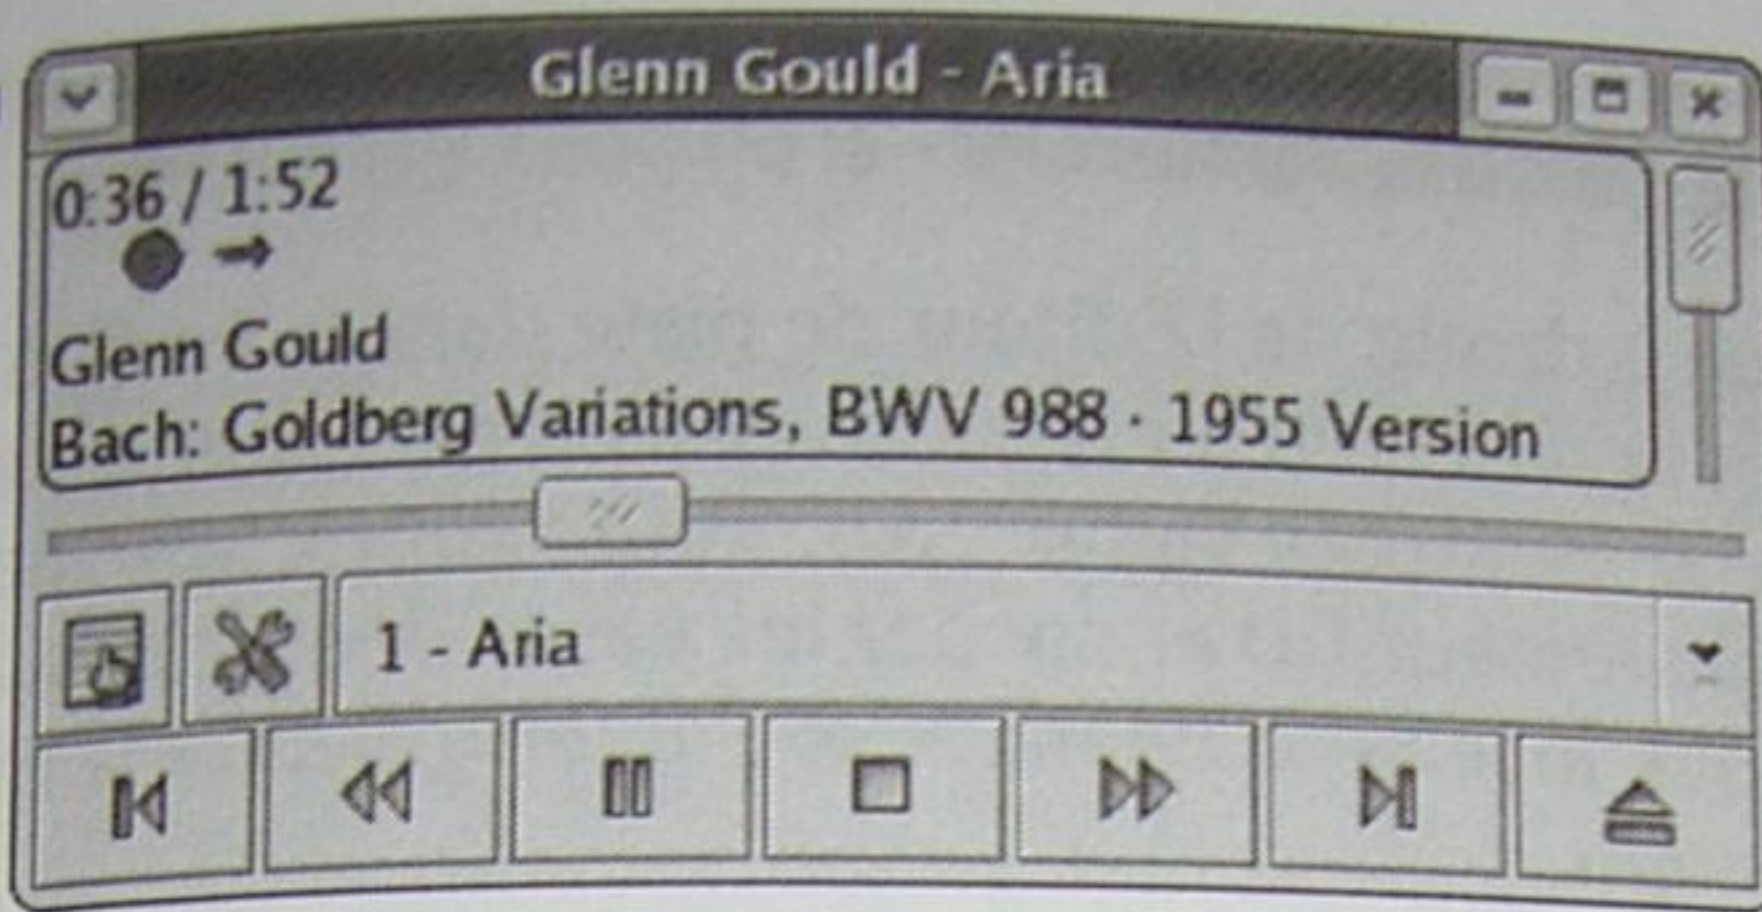 Glenn Gould - Aria
0:36 / 1:52
Glenn Gould
Bach: Goldberg Variations, BWV 988 · 1955 Version
1 - Aria